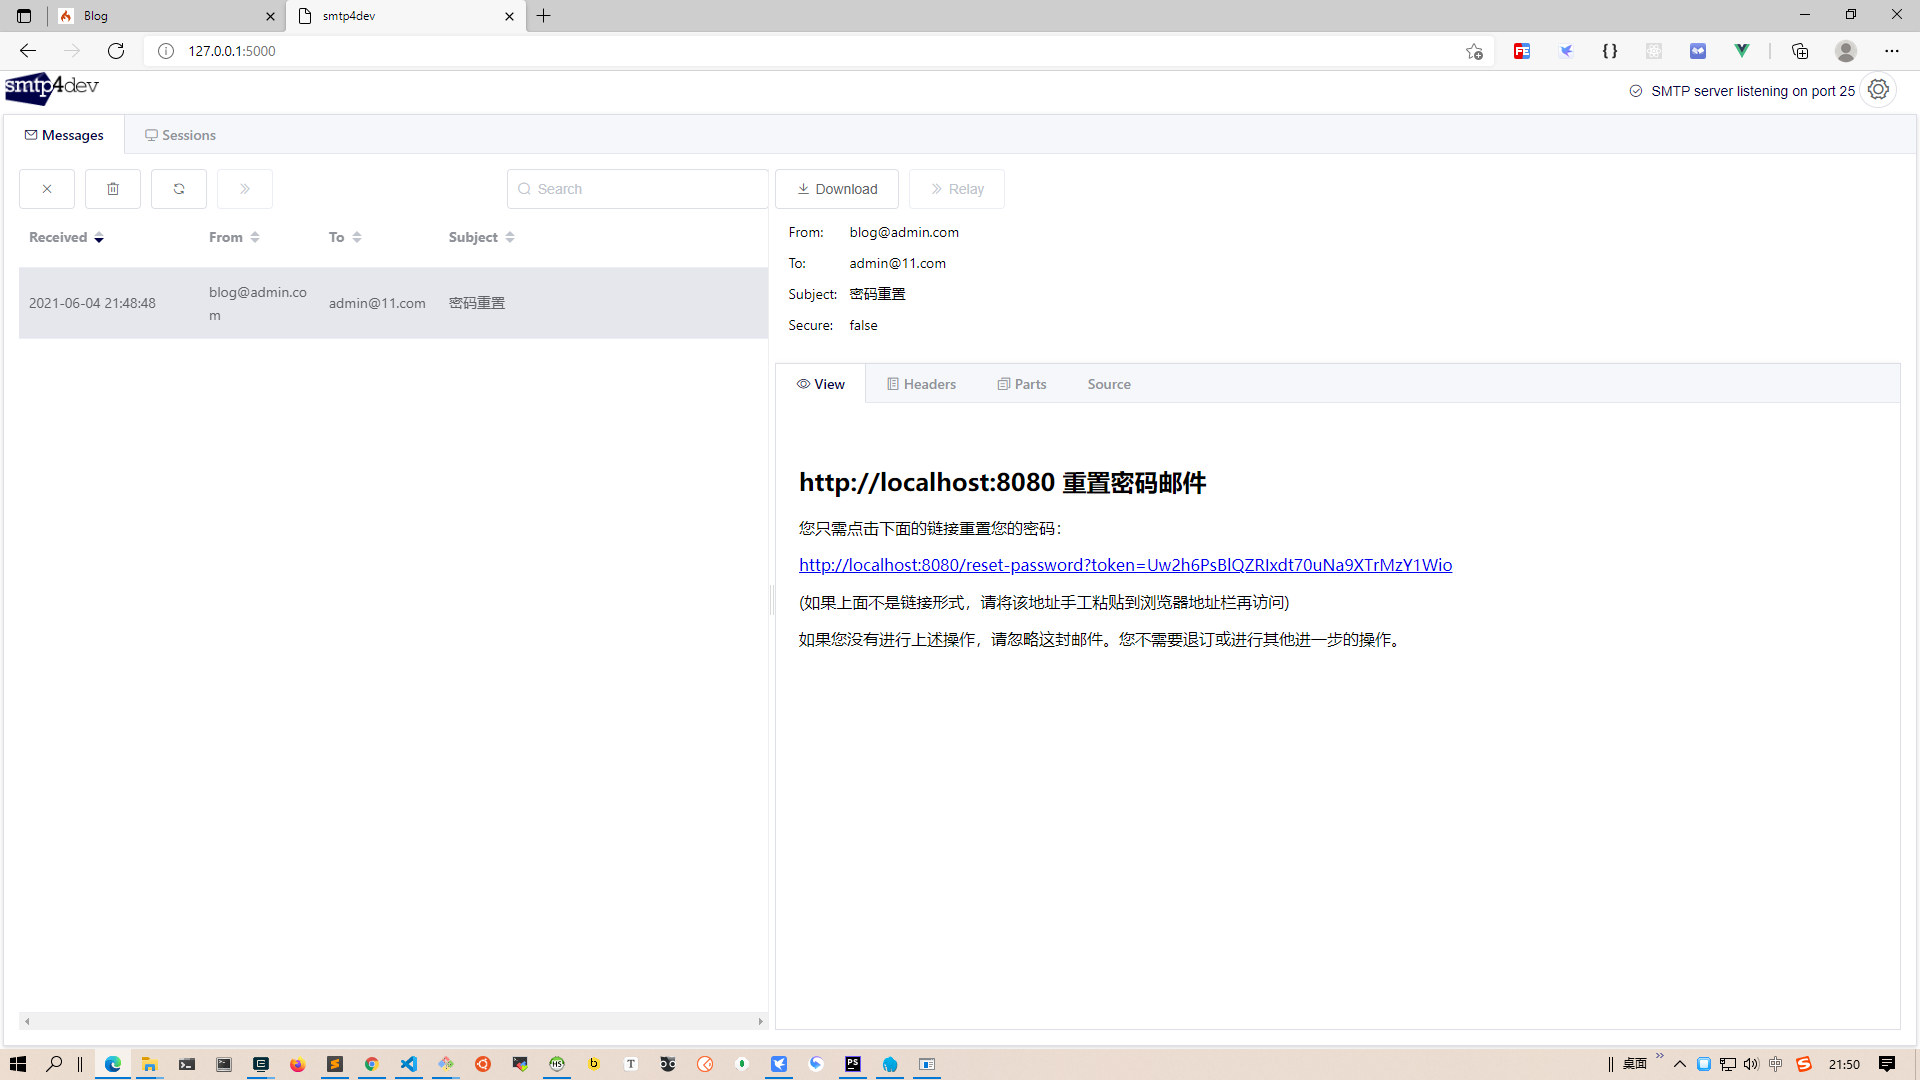 Blog
smtp4dev
127.0.0.1:5000
smtp4dev
SMTP server listening on port 25
Messages
Sessions
Search
Download
Relay
Received
From
To
Subject
2021-06-04 21:48:48
blog@admin.co
m
admin@11.com
密码重置
From: blog@admin.com
To: admin@11.com
Subject: 密码重置
Secure: false
View
Headers
Parts
Source
http://localhost:8080 重置密码邮件
您只需点击下面的链接重置您的密码：
http://localhost:8080/reset-password?token=Uw2h6PsBlQZRIxdt70uNa9XTrMzY1Wio
(如果上面不是链接形式，请将该地址手工粘贴到浏览器地址栏再访问)
如果您没有进行上述操作，请忽略这封邮件。您不需要退订或进行其他进一步的操作。
桌面
中
21:50